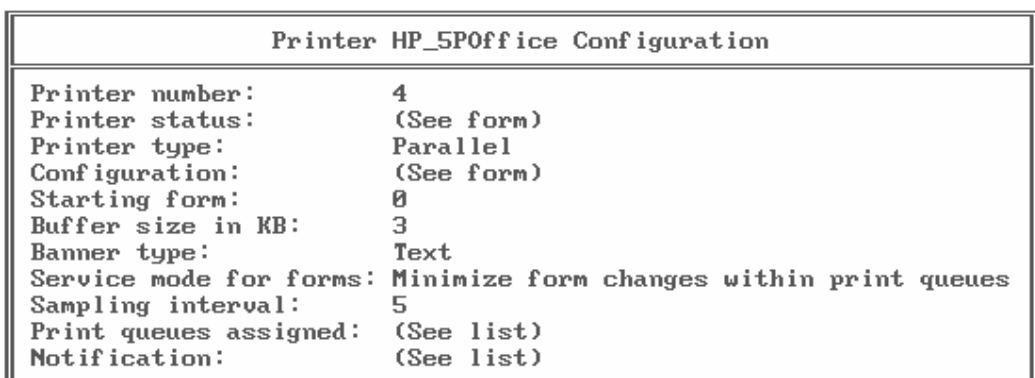 Printer HP_5POffice Configuration
Printer number: 4
Printer status: (See form)
Printer type: Parallel
Configuration: (See form)
Starting form: 0
Buffer size in KB: 3
Banner type: Text
Service mode for forms: Minimize form changes within print queues
Sampling interval: 5
Print queues assigned: (See list)
Notification: (See list)